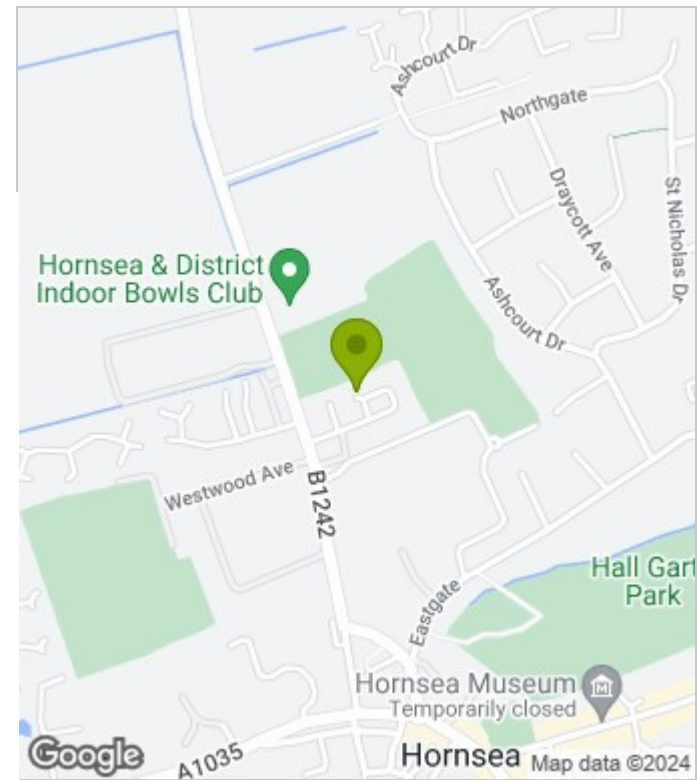 Ashcourt Dr
Northgate
Draycott Ave
St Nicholas Dr
Hornsea & District
Indoor Bowls Club
Ashcourt Dr
Westwood Ave
B1242
Hall Gart
Park
Eastgate
Hornsea Museum
Temporarily closed
A1035
Hornsea
Google
Map data ©2024